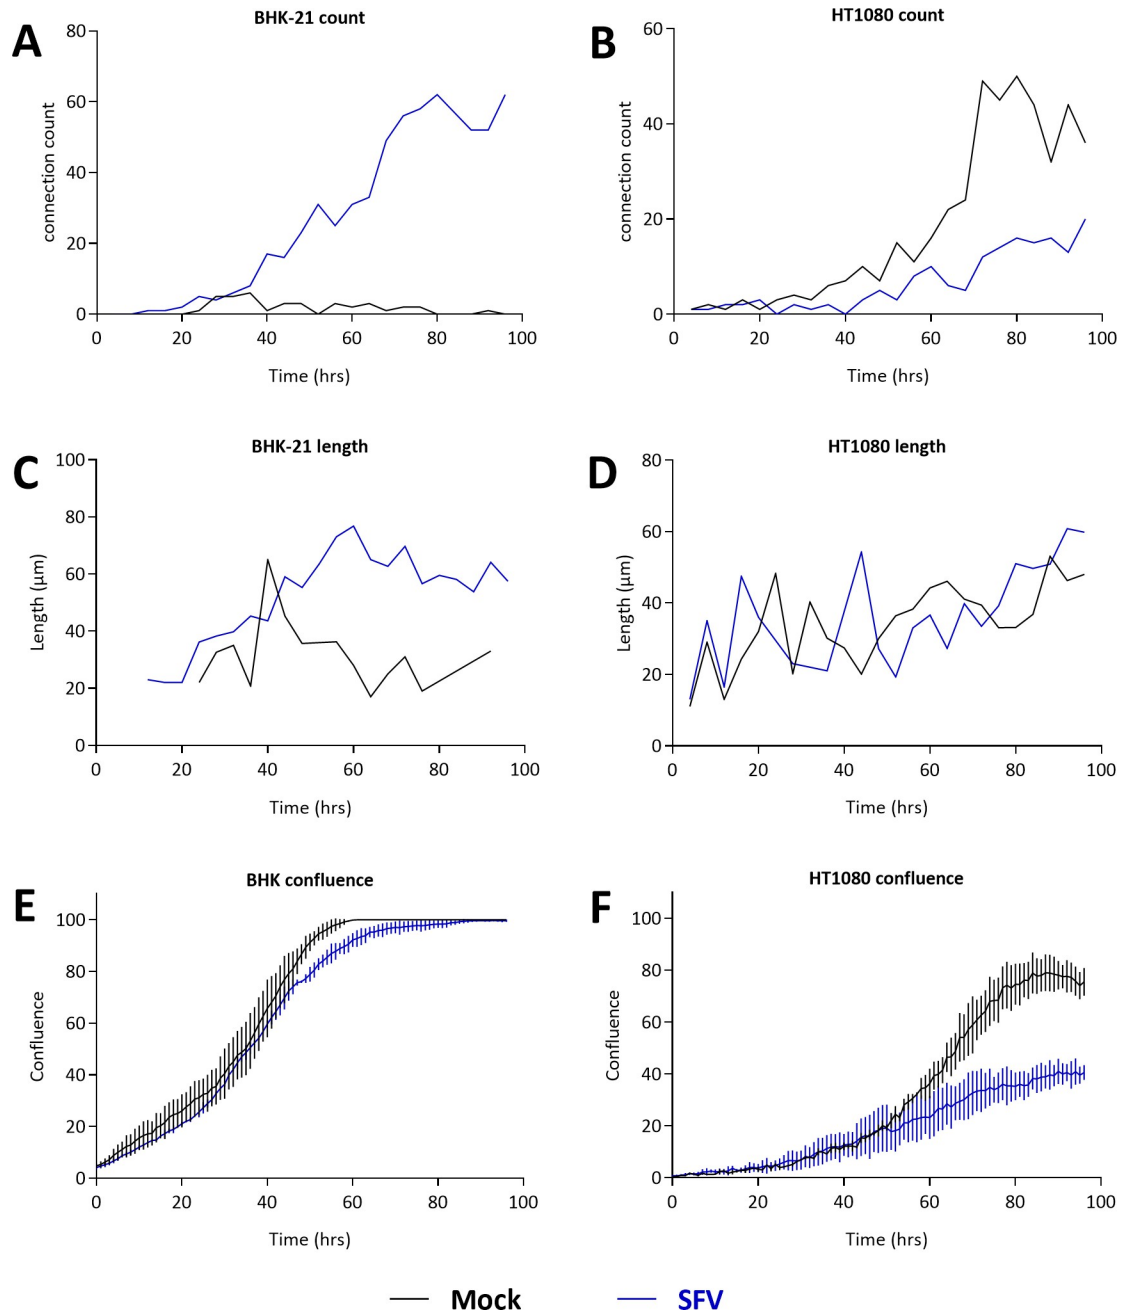 A
BHK-21 count
connection count
80
60
40
20
0
0 20 40 60 80 100
Time (hrs)
B
HT1080 count
connection count
60
40
20
0
0 20 40 60 80 100
Time (hrs)
C
BHK-21 length
Length (µm)
100
80
60
40
20
0
0 20 40 60 80 100
Time (hrs)
D
HT1080 length
Length (µm)
80
60
40
20
0
0 20 40 60 80 100
Time (hrs)
E
BHK confluence
Confluence
100
80
60
40
20
0
0 20 40 60 80 100
Time (hrs)
F
HT1080 confluence
Confluence
100
80
60
40
20
0
0 20 40 60 80 100
Time (hrs)
Mock SFV